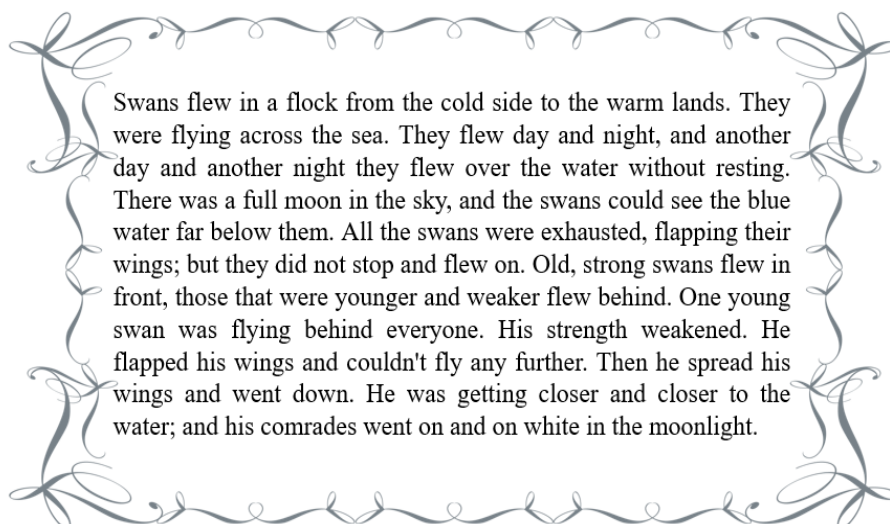 Swans flew in a flock from the cold side to the warm lands. They
were flying across the sea. They flew day and night, and another
day and another night they flew over the water without resting.
There was a full moon in the sky, and the swans could see the blue
water far below them. All the swans were exhausted, flapping their
wings; but they did not stop and flew on. Old, strong swans flew in
front, those that were younger and weaker flew behind. One young
swan was flying behind everyone. His strength weakened. He
flapped his wings and couldn't fly any further. Then he spread his
wings and went down. He was getting closer and closer to the
water; and his comrades went on and on white in the moonlight.